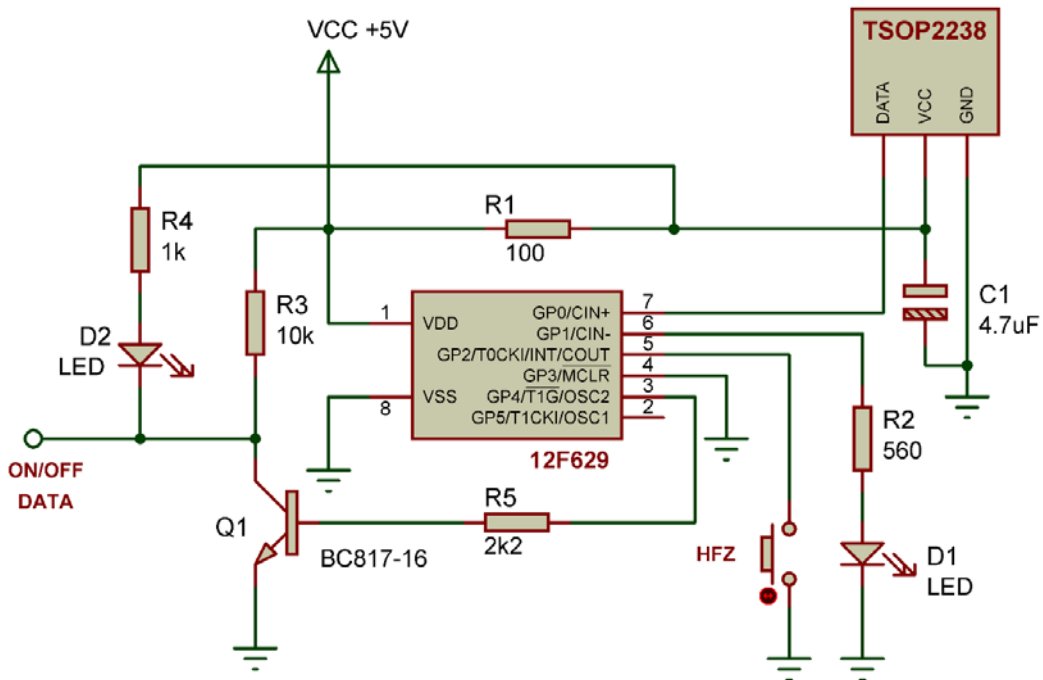 TSOP2238
VCC +5V
DATA
VCC
GND
R4
1k
R1
100
R3
10k
C1
4.7uF
D2
LED
1
VDD
GP0/CIN+
7
GP1/CIN-
6
GP2/T0CKI/INT/COUT
5
GP3/MCLR
4
8
VSS
GP4/T1G/OSC2
3
GP5/T1CKI/OSC1
2
12F629
R2
560
ON/OFF
DATA
R5
2k2
Q1
BC817-16
HFZ
D1
LED